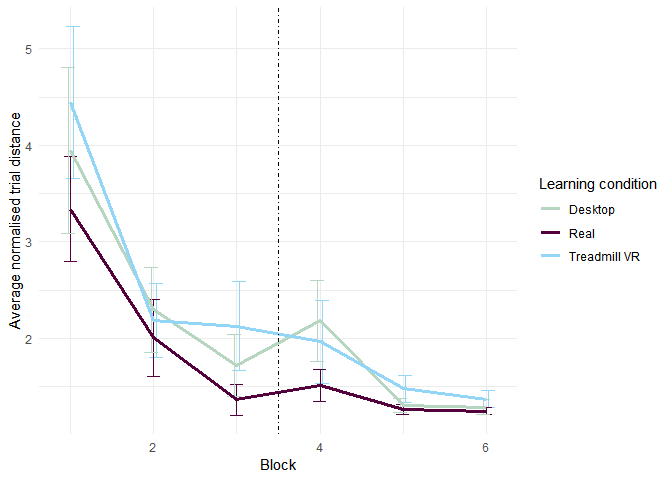 5
4
3
2
Average normalised trial distance
2
4
6
Block
Learning condition
Desktop
Real
Treadmill VR